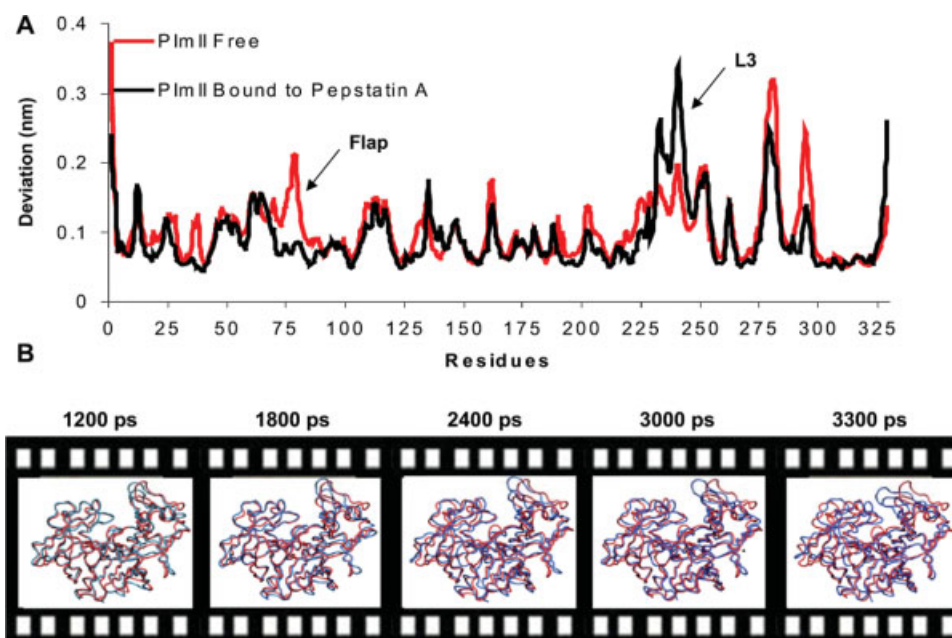 A
0.4
0.3
0.2
0.1
0
Deviation (nm)
PlmII Free
PlmII Bound to Pepstatin A
Flap
L3
0 25 50 75 100 125 150 175 200 225 250 275 300 325
Residues
B
1200 ps 1800 ps 2400 ps 3000 ps 3300 ps